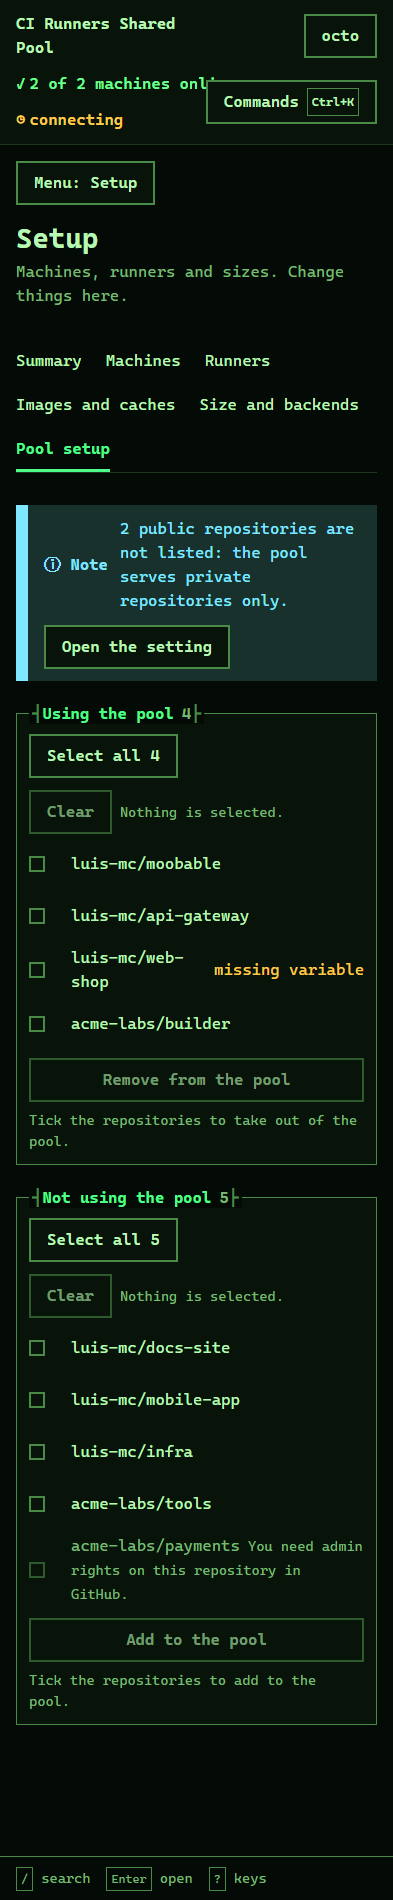 CI Runners Shared
Pool
octo
✓ 2 of 2 machines
Commands Ctrl+K
connecting
Menu: Setup
Setup
Machines, runners and sizes. Change
things here.
Summary Machines Runners
Images and caches Size and backends
Pool setup
ⓘ Note
2 public repositories are
not listed: the pool
serves private
repositories only.
Open the setting
Using the pool 4
Select all 4
Clear Nothing is selected.
luis-mc/moobable
luis-mc/api-gateway
luis-mc/web-
shop
missing variable
acme-labs/builder
Remove from the pool
Tick the repositories to take out of the
pool.
Not using the pool 5
Select all 5
Clear Nothing is selected.
luis-mc/docs-site
luis-mc/mobile-app
luis-mc/infra
acme-labs/tools
acme-labs/payments You need admin
rights on this repository in
GitHub.
Add to the pool
Tick the repositories to add to the
pool.
/ search Enter open ? keys